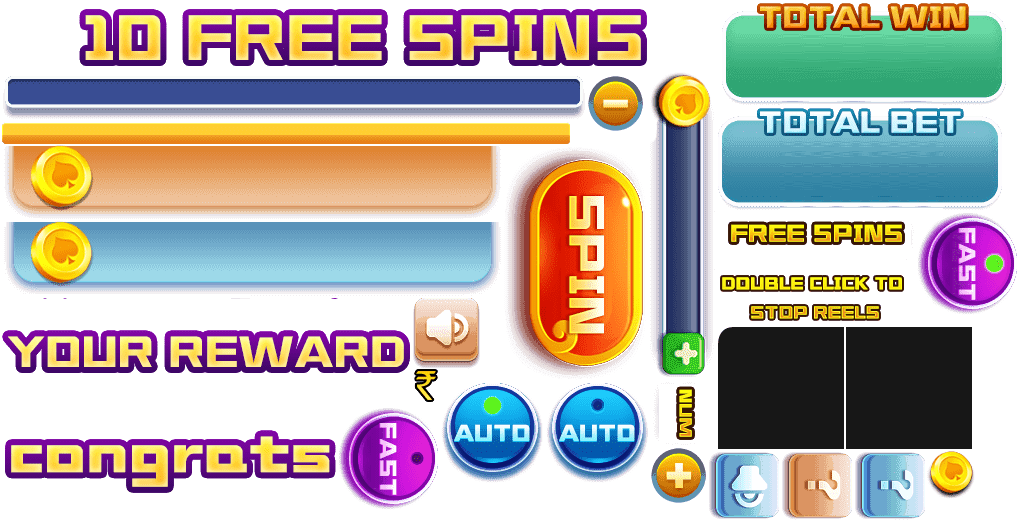 10 FREE SPINS
TOTAL WIN
TOTAL BET
SPIN
FREE SPINS
FAST
DOUBLE CLICK TO
STOP REELS
YOUR REWARD
₹
NUM
AUTO
AUTO
congrats
FAST
?
?